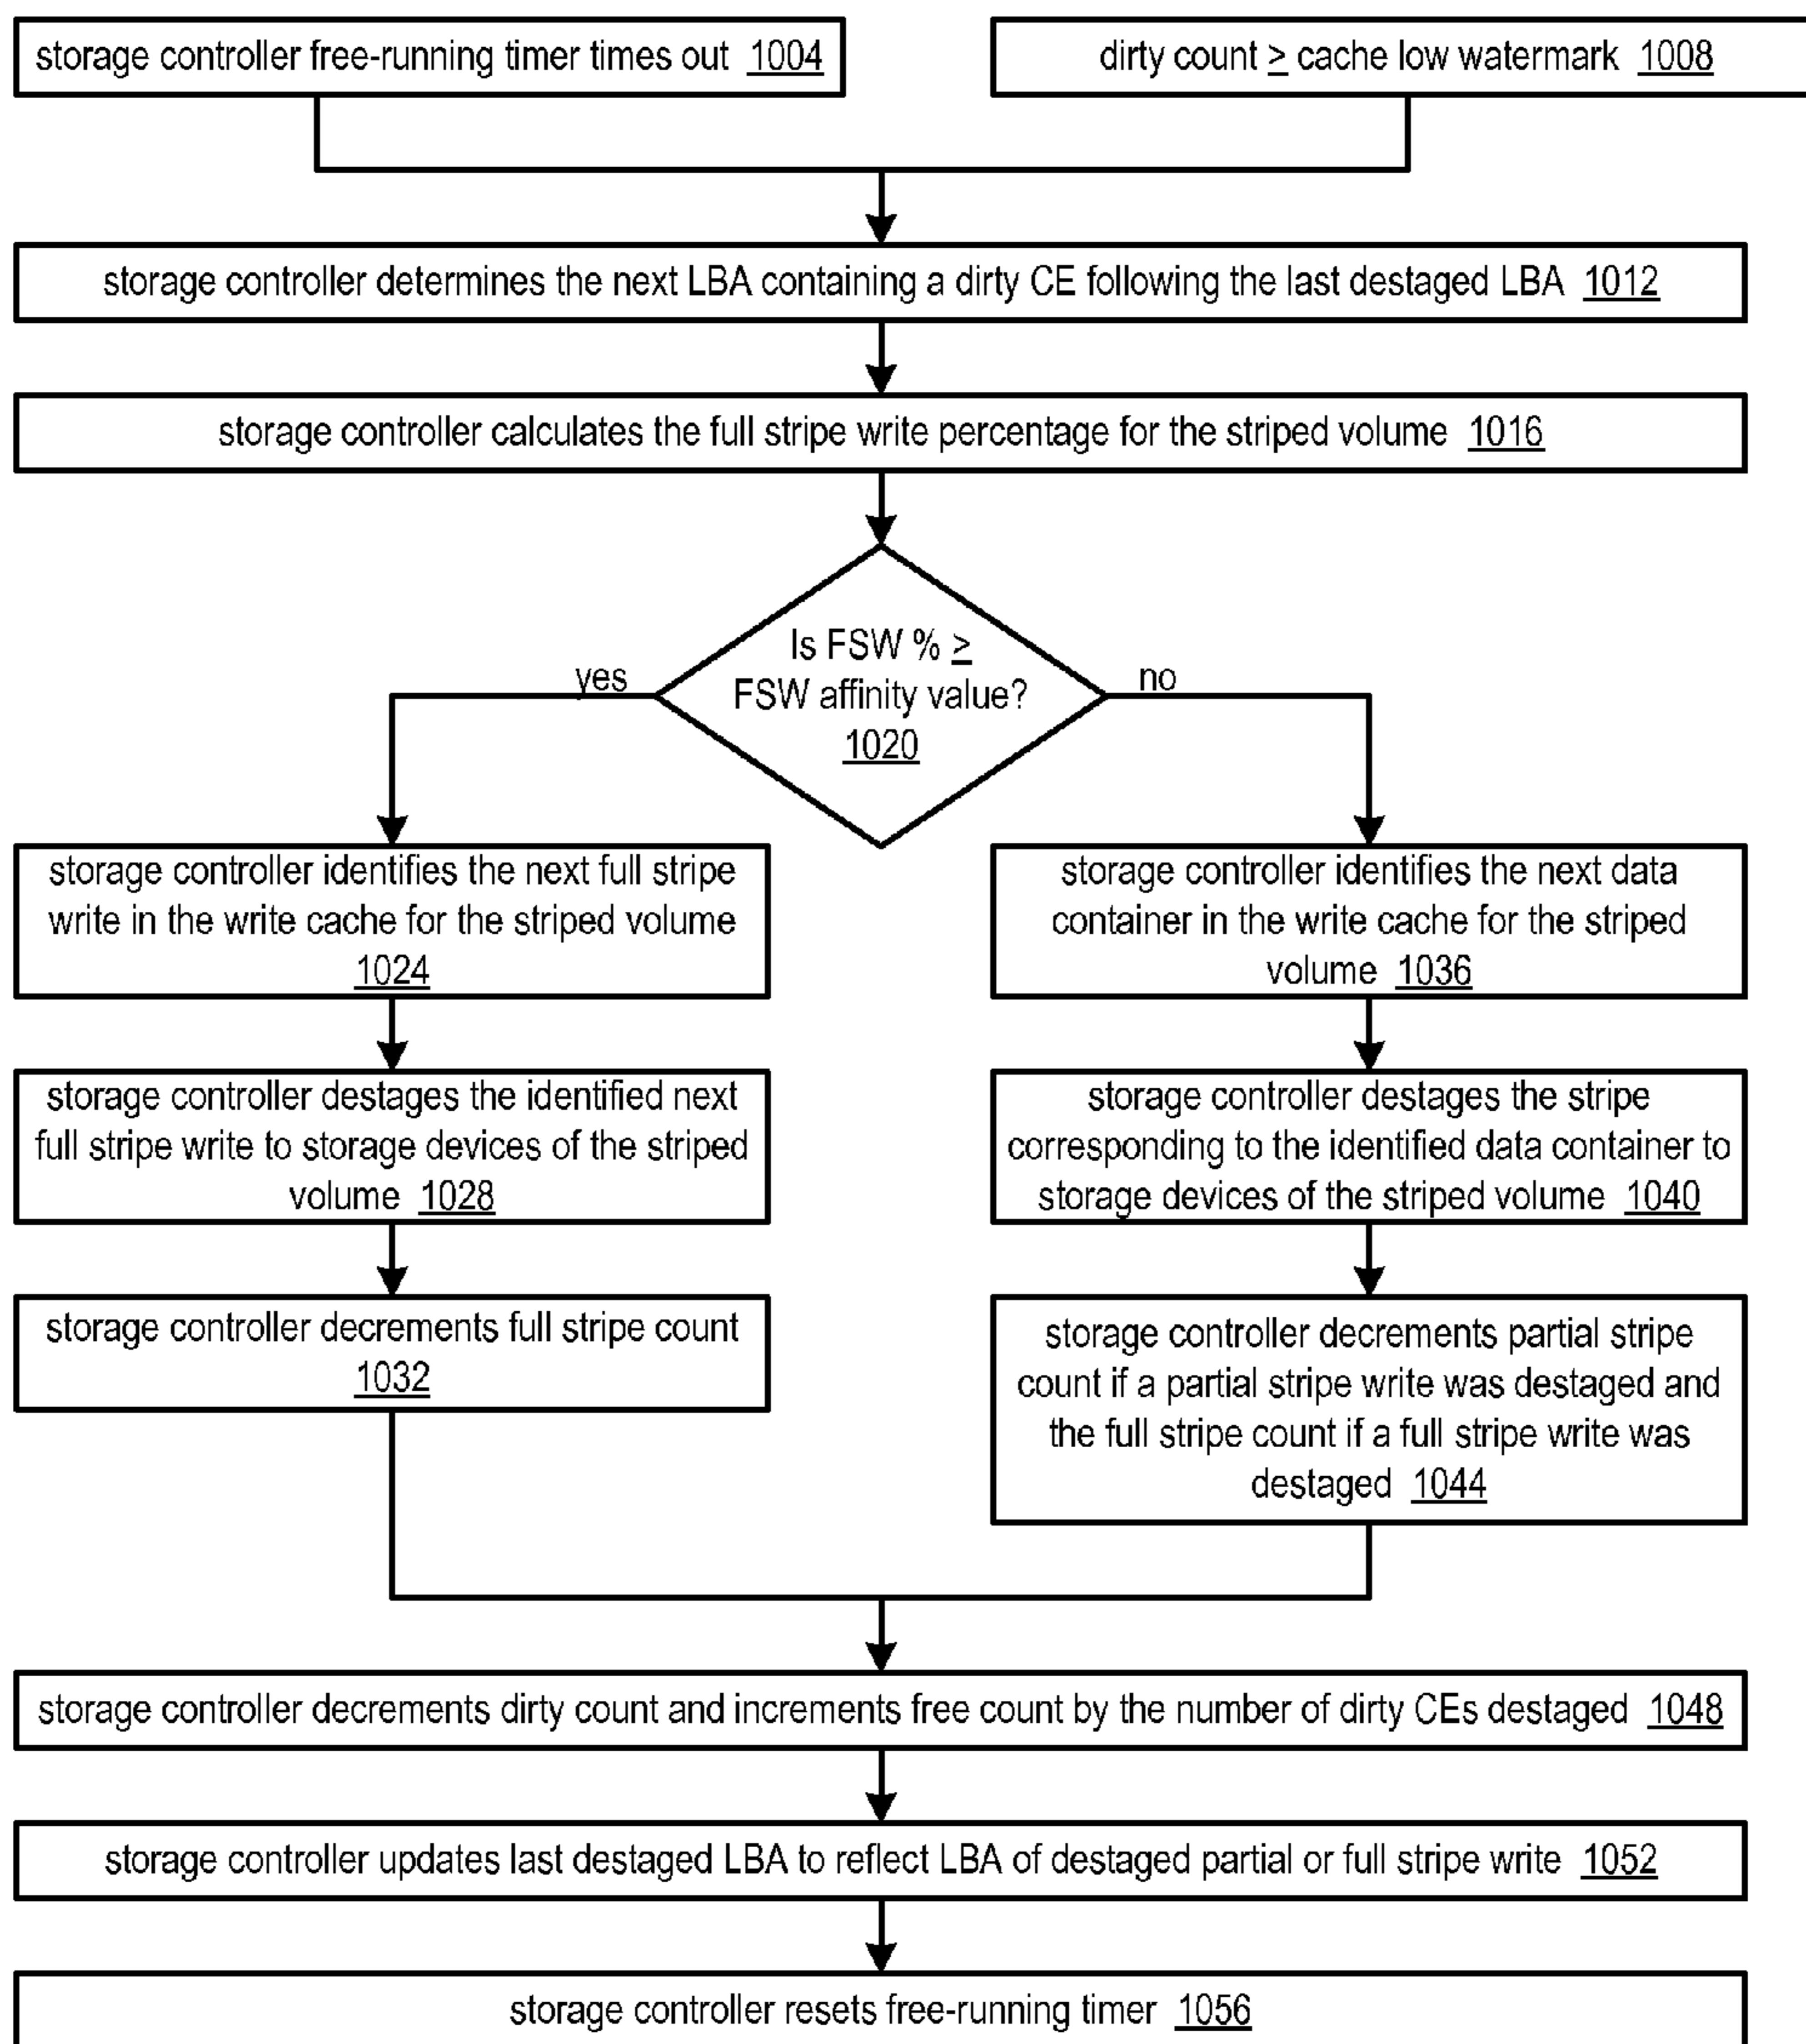 storage controller free-running timer times out 1004
dirty count ≥ cache low watermark 1008
storage controller determines the next LBA containing a dirty CE following the last destaged LBA 1012
storage controller calculates the full stripe write percentage for the striped volume 1016
Is FSW % ≥
FSW affinity value?
1020
yes
no
storage controller identifies the next full stripe
write in the write cache for the striped volume
1024
storage controller identifies the next data
container in the write cache for the striped
volume 1036
storage controller destages the identified next
full stripe write to storage devices of the striped
volume 1028
storage controller destages the stripe
corresponding to the identified data container to
storage devices of the striped volume 1040
storage controller decrements full stripe count
1032
storage controller decrements partial stripe
count if a partial stripe write was destaged and
the full stripe count if a full stripe write was
destaged 1044
storage controller decrements dirty count and increments free count by the number of dirty CEs destaged 1048
storage controller updates last destaged LBA to reflect LBA of destaged partial or full stripe write 1052
storage controller resets free-running timer 1056